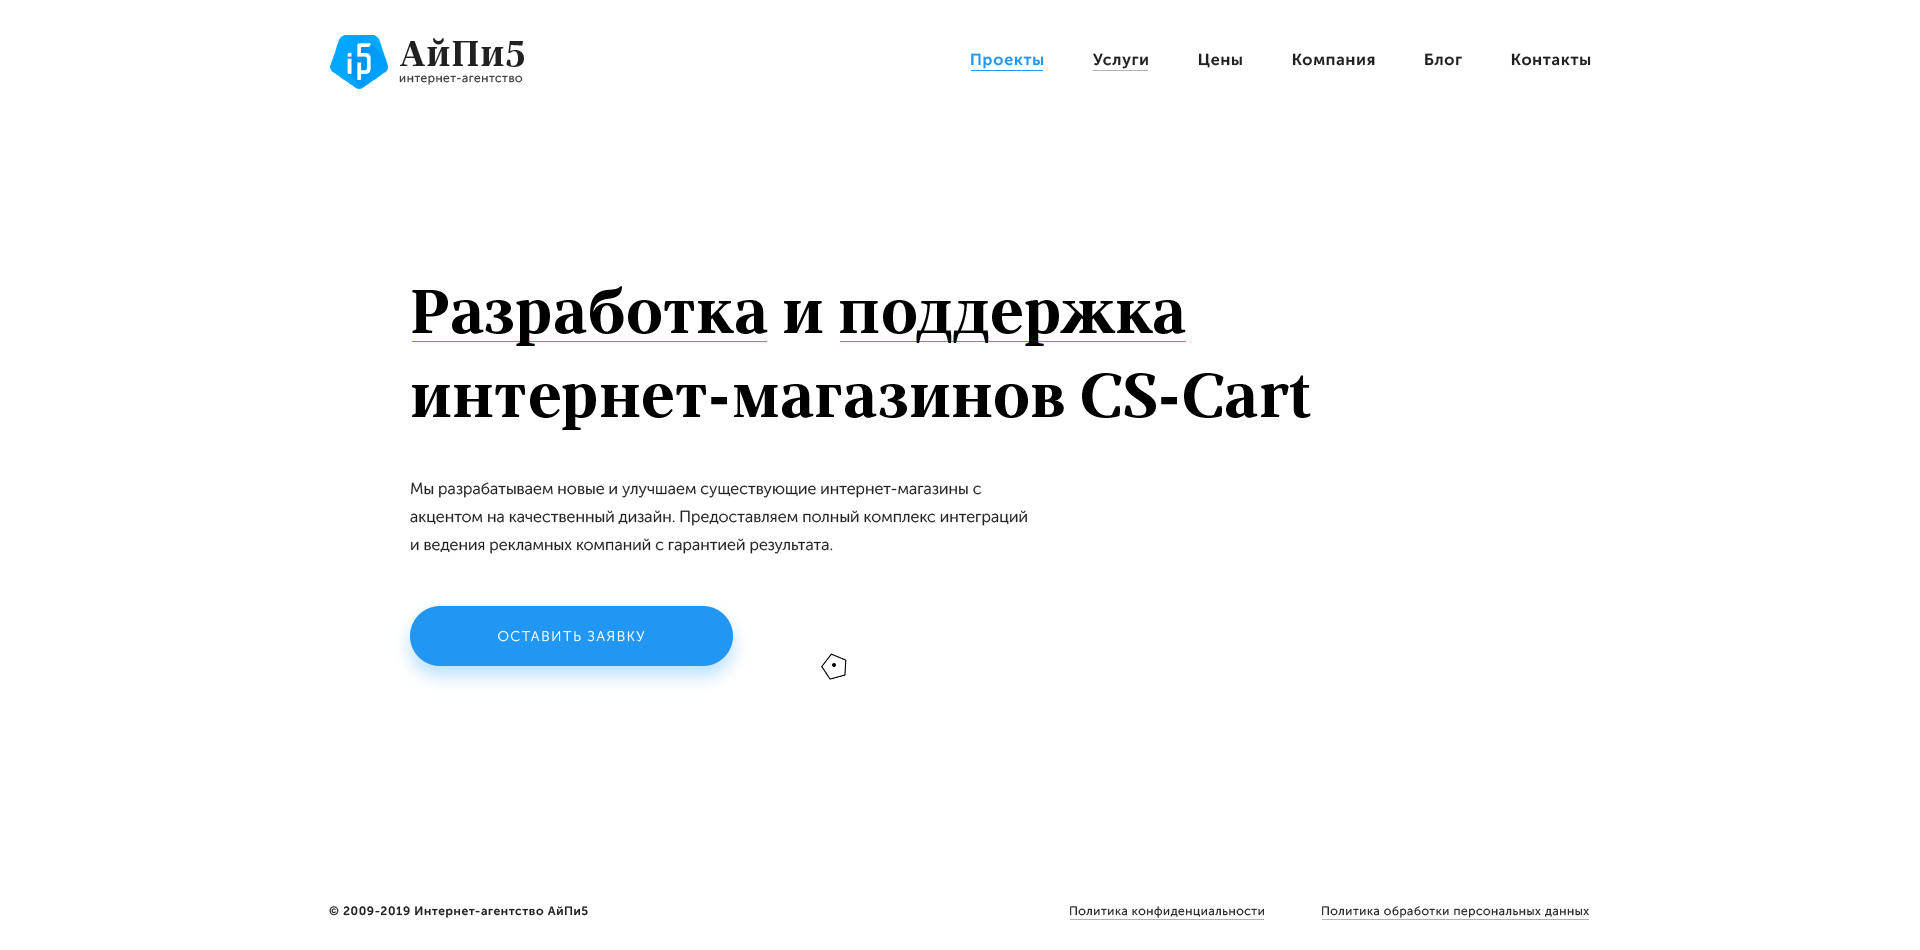 АйПи5
интернет-агентство
Проекты Услуги Цены Компания Блог Контакты
Разработка и поддержка
интернет-магазинов CS-Cart
Мы разрабатываем новые и улучшаем существующие интернет-магазины с
акцентом на качественный дизайн. Предоставляем полный комплекс интеграций
и ведения рекламных компаний с гарантией результата.
ОСТАВИТЬ ЗАЯВКУ
© 2009-2019 Интернет-агентство АйПи5
Политика конфиденциальности Политика обработки персональных данных